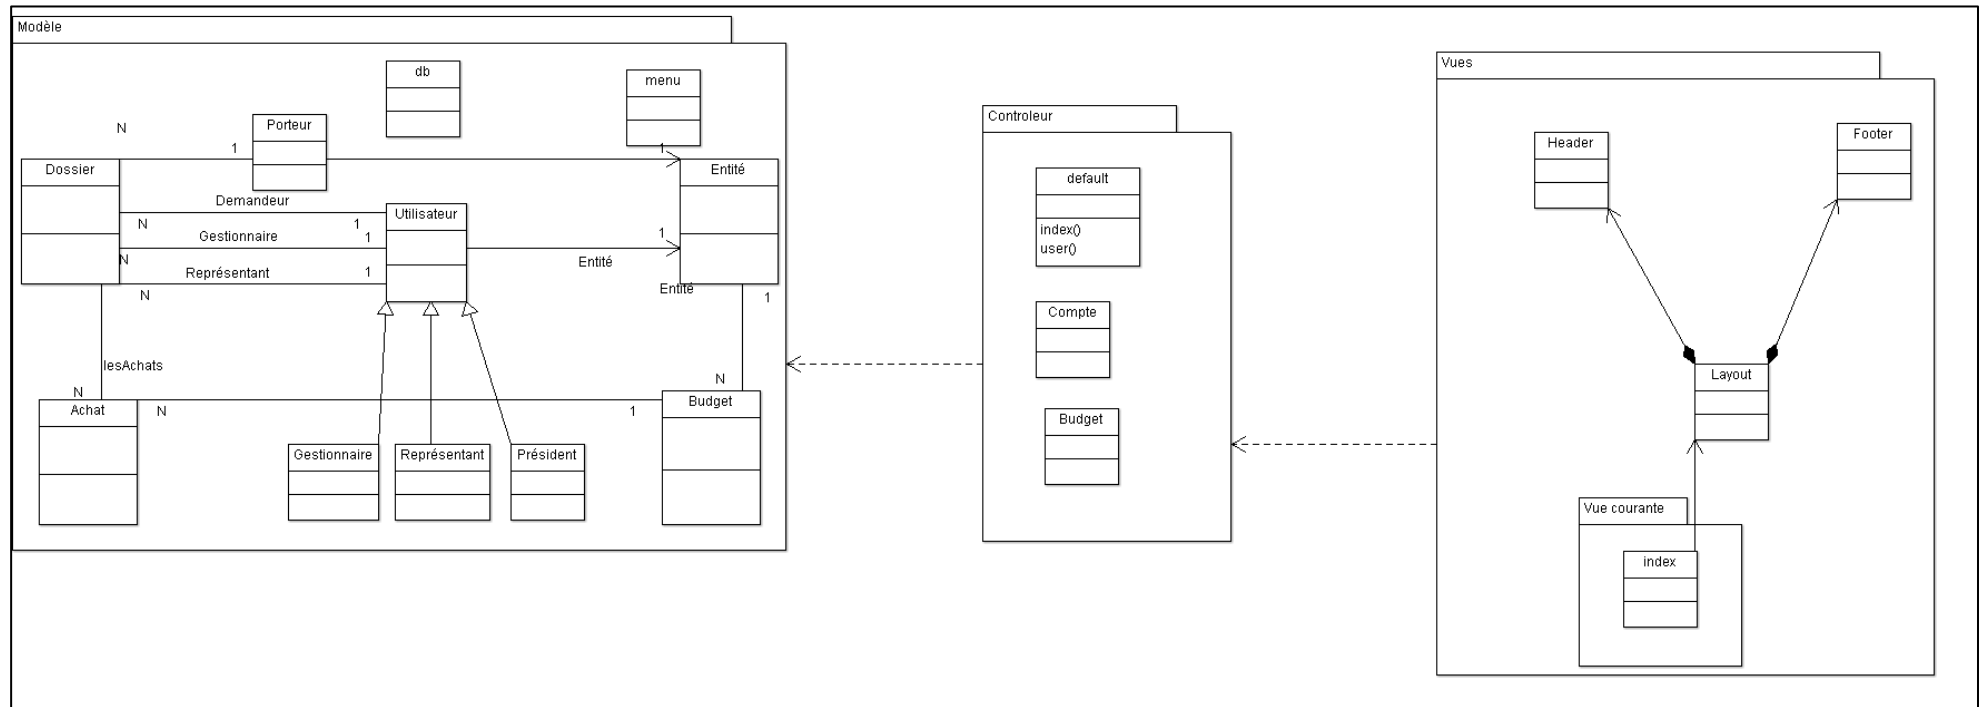 Modèle
db
menu
N
Porteur
1
1
Dossier
Entité
Demandeur
Utilisateur
N
1
Gestionnaire
1
1
N
Entité
Représentant
1
N
Entité
1
lesAchats
N
N
Achat
N
1
Budget
Gestionnaire
Représentant
Président
Controleur
default
index()
user()
Compte
Budget
Vues
Header
Footer
Layout
Vue courante
index